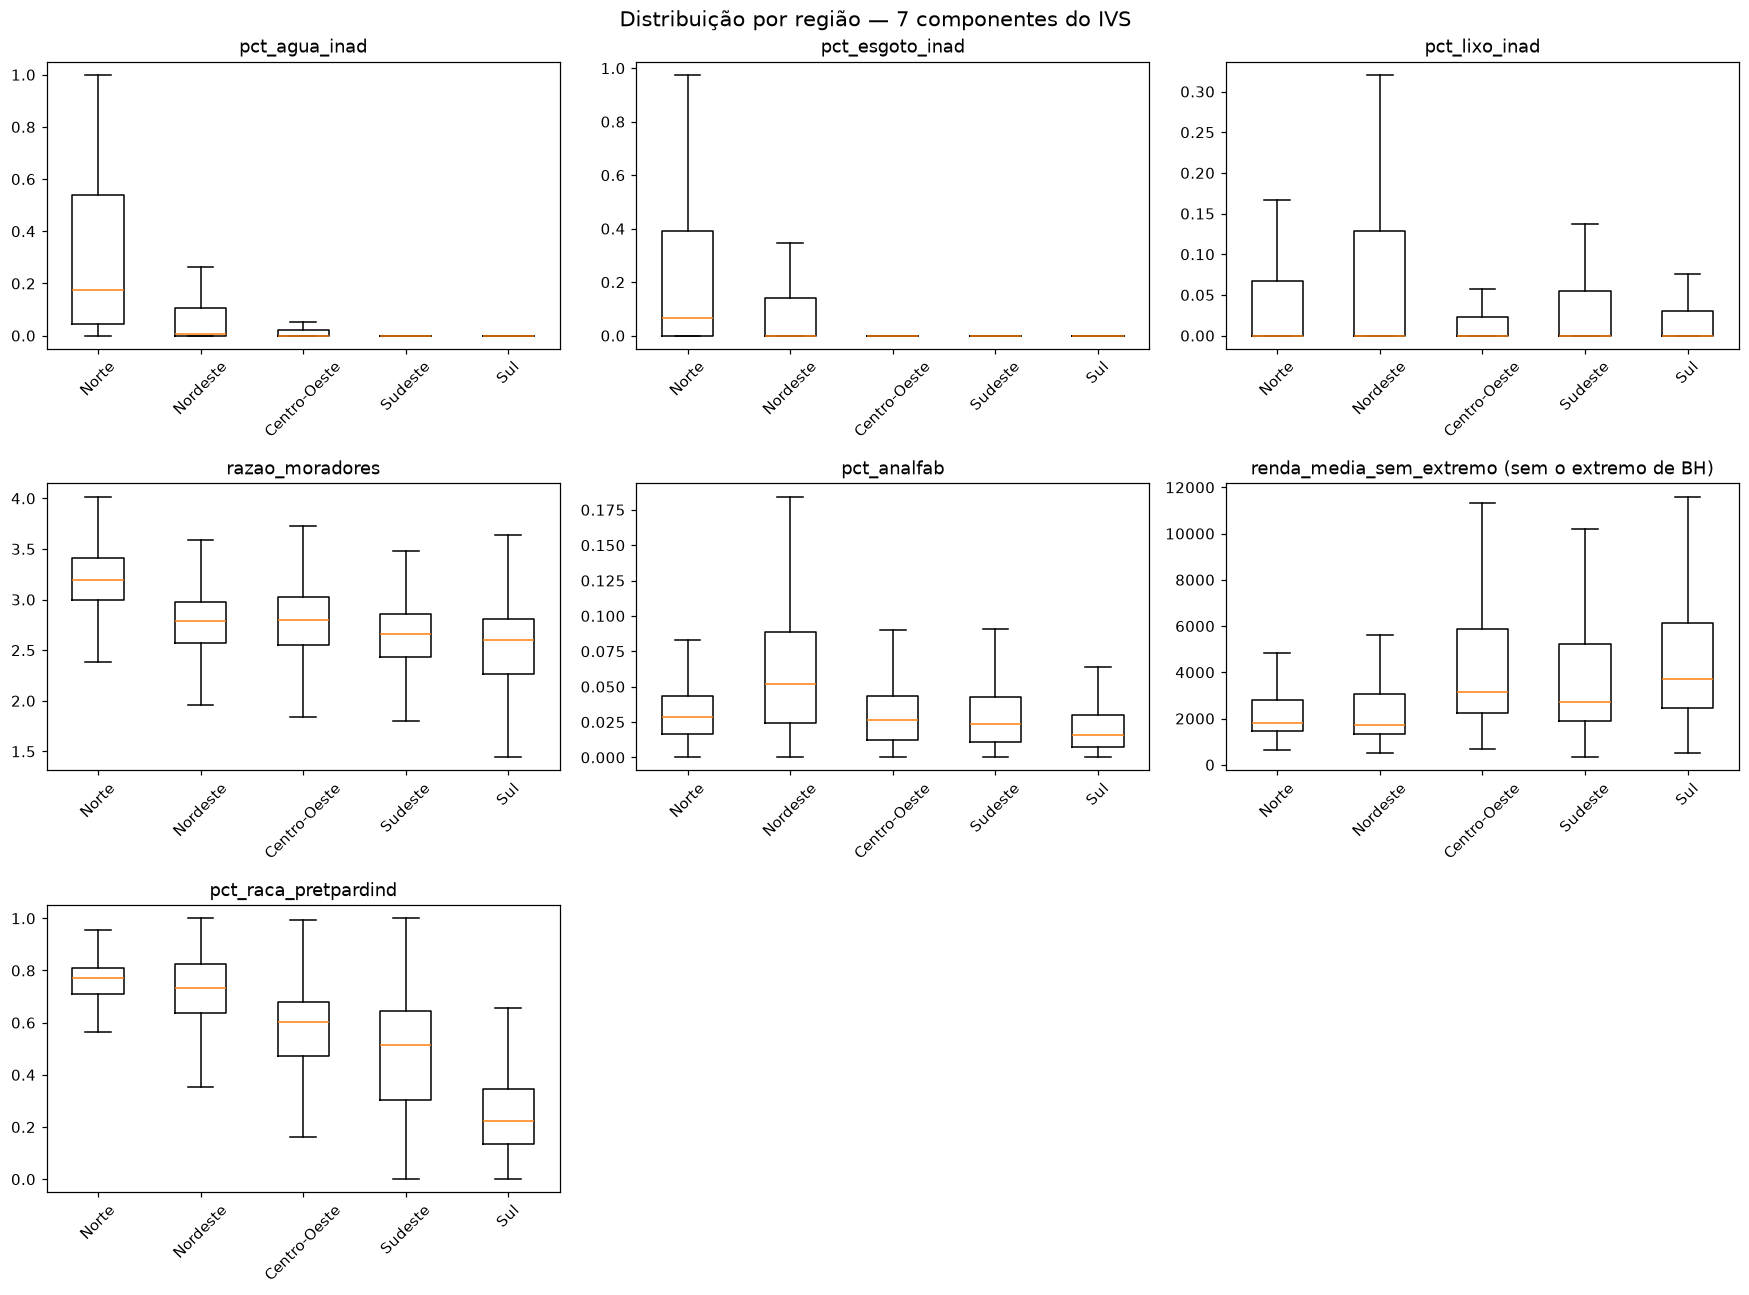 Distribuição por região — 7 componentes do IVS
pct_agua_inad
1.0
0.8
0.6
0.4
0.2
0.0
Norte
Nordeste
Centro-Oeste
Sudeste
Sul
pct_esgoto_inad
1.0
0.8
0.6
0.4
0.2
0.0
Norte
Nordeste
Centro-Oeste
Sudeste
Sul
pct_lixo_inad
0.30
0.25
0.20
0.15
0.10
0.05
0.00
Norte
Nordeste
Centro-Oeste
Sudeste
Sul
razao_moradores
4.0
3.5
3.0
2.5
2.0
1.5
Norte
Nordeste
Centro-Oeste
Sudeste
Sul
pct_analfab
0.175
0.150
0.125
0.100
0.075
0.050
0.025
0.000
Norte
Nordeste
Centro-Oeste
Sudeste
Sul
renda_media_sem_extremo (sem o extremo de BH)
12000
10000
8000
6000
4000
2000
0
Norte
Nordeste
Centro-Oeste
Sudeste
Sul
pct_raca_pretpardind
1.0
0.8
0.6
0.4
0.2
0.0
Norte
Nordeste
Centro-Oeste
Sudeste
Sul